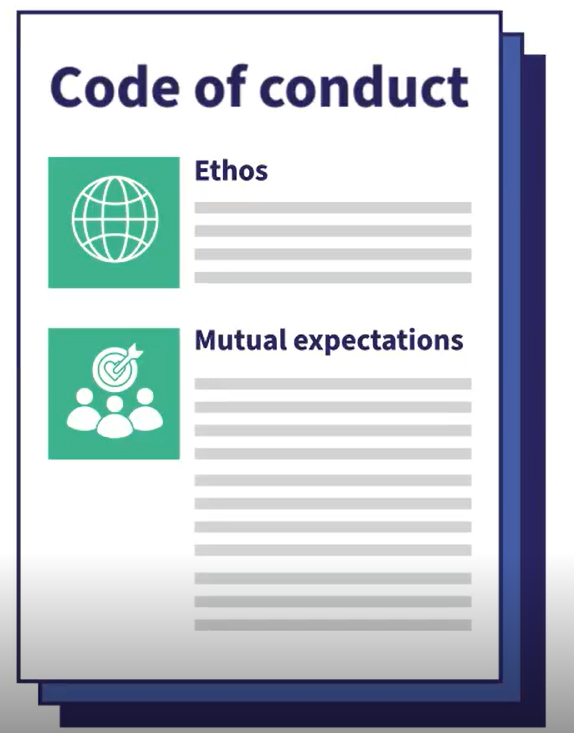 Code of conduct
Ethos
Mutual expectations